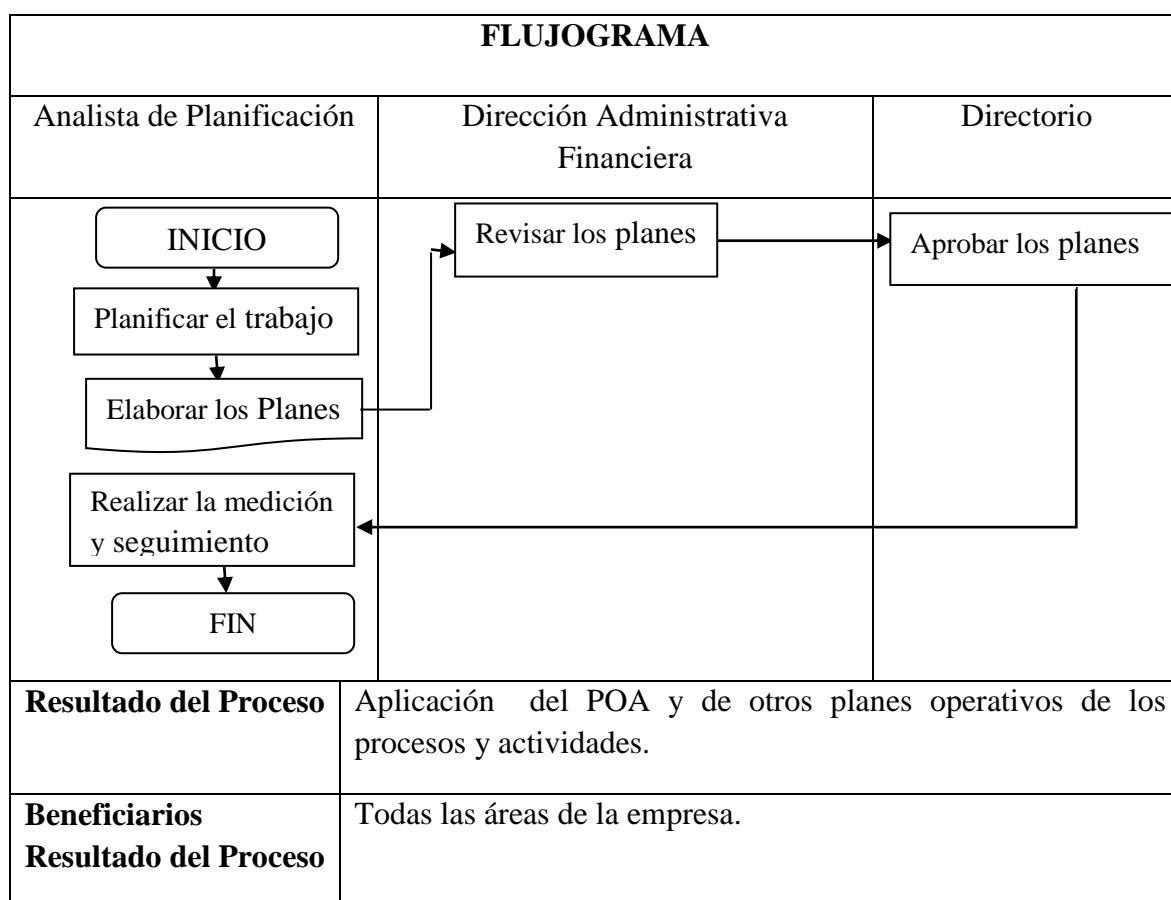 FLUJOGRAMA
Analista de Planificación
Dirección Administrativa
Financiera
Directorio
INICIO
Planificar el trabajo
Elaborar los Planes
Revisar los planes
Aprobar los planes
Realizar la medición
y seguimiento
FIN
Resultado del Proceso
Aplicación del POA y de otros planes operativos de los
procesos y actividades.
Beneficiarios
Resultado del Proceso
Todas las áreas de la empresa.